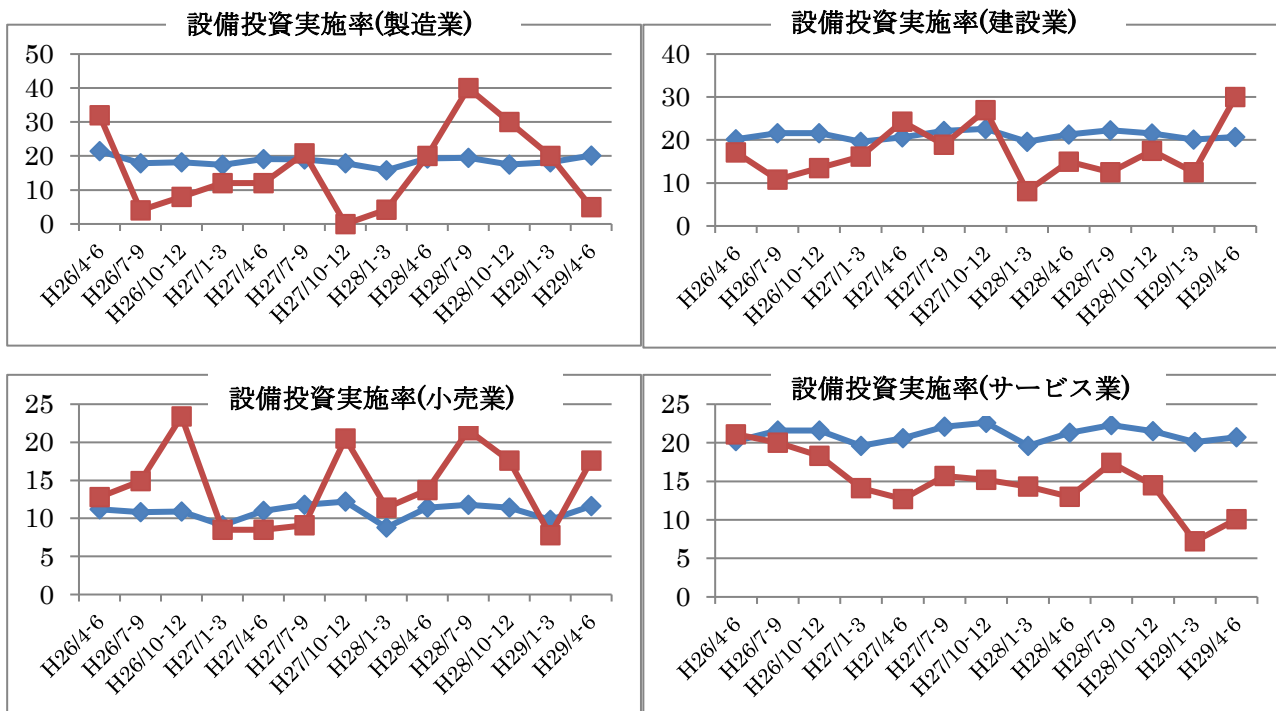 設備投資実施率(製造業)
50
40
30
20
10
0
H26/4-6
H26/7-9
H26/10-12
H27/1-3
H27/4-6
H27/7-9
H27/10-12
H28/1-3
H28/4-6
H28/7-9
H28/10-12
H29/1-3
H29/4-6
設備投資実施率(建設業)
40
30
20
10
0
H26/4-6
H26/7-9
H26/10-12
H27/1-3
H27/4-6
H27/7-9
H27/10-12
H28/1-3
H28/4-6
H28/7-9
H28/10-12
H29/1-3
H29/4-6
設備投資実施率(小売業)
25
20
15
10
5
0
H26/4-6
H26/7-9
H26/10-12
H27/1-3
H27/4-6
H27/7-9
H27/10-12
H28/1-3
H28/4-6
H28/7-9
H28/10-12
H29/1-3
H29/4-6
設備投資実施率(サービス業)
25
20
15
10
5
0
H26/4-6
H26/7-9
H26/10-12
H27/1-3
H27/4-6
H27/7-9
H27/10-12
H28/1-3
H28/4-6
H28/7-9
H28/10-12
H29/1-3
H29/4-6